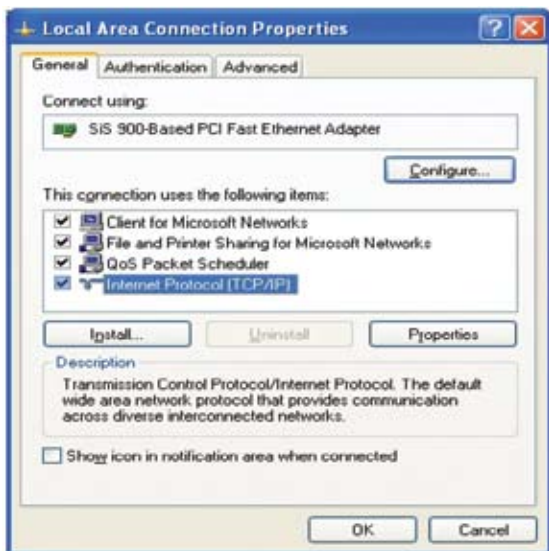 Local Area Connection Properties
General Authentication Advanced
Connect using:
SiS 900-Based PCI Fast Ethernet Adapter
Configure...
This connection uses the following items:
Client for Microsoft Networks
File and Printer Sharing for Microsoft Networks
QoS Packet Scheduler
Internet Protocol (TCP/IP)
Install... Uninstall Properties
Description
Transmission Control Protocol/Internet Protocol. The default
wide area network protocol that provides communication
across diverse interconnected networks.
Show icon in notification area when connected
OK Cancel